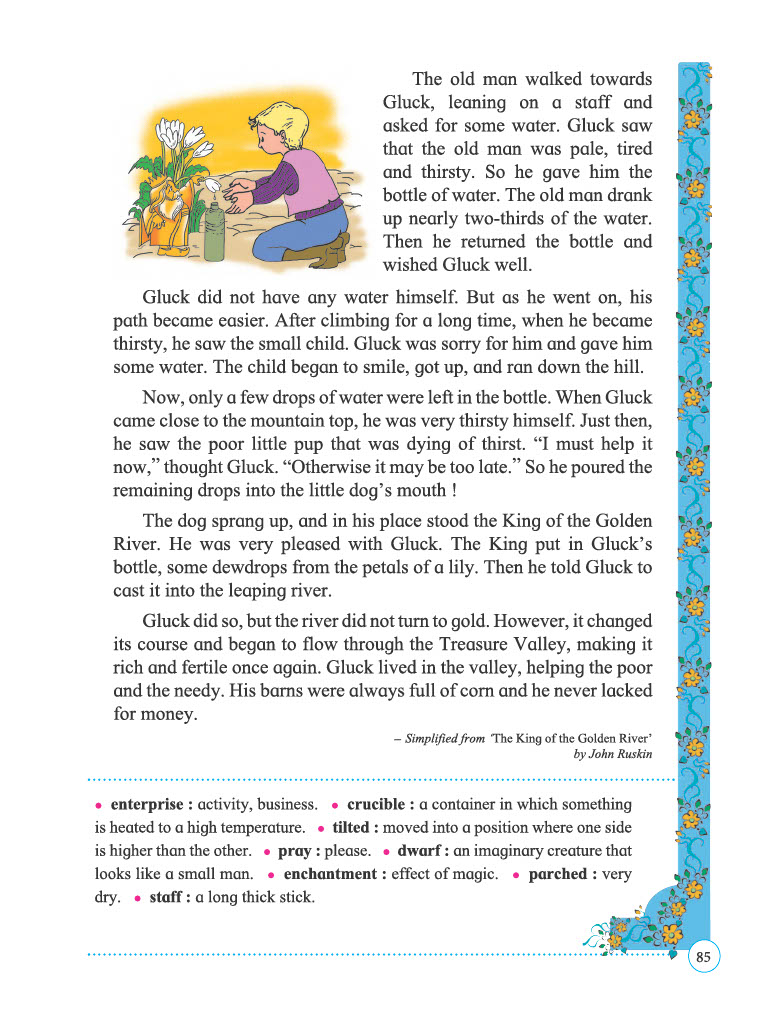 The old man walked towards
Gluck, leaning on a staff and
asked for some water. Gluck saw
that the old man was pale, tired
and thirsty. So he gave him the
bottle of water. The old man drank
up nearly two-thirds of the water.
Then he returned the bottle and
wished Gluck well.
Gluck did not have any water himself. But as he went on, his
path became easier. After climbing for a long time, when he became
thirsty, he saw the small child. Gluck was sorry for him and gave him
some water. The child began to smile, got up, and ran down the hill.
Now, only a few drops of water were left in the bottle. When Gluck
came close to the mountain top, he was very thirsty himself. Just then,
he saw the poor little pup that was dying of thirst. “I must help it
now,” thought Gluck. “Otherwise it may be too late.” So he poured the
remaining drops into the little dog’s mouth !
The dog sprang up, and in his place stood the King of the Golden
River. He was very pleased with Gluck. The King put in Gluck’s
bottle, some dewdrops from the petals of a lily. Then he told Gluck to
cast it into the leaping river.
Gluck did so, but the river did not turn to gold. However, it changed
its course and began to flow through the Treasure Valley, making it
rich and fertile once again. Gluck lived in the valley, helping the poor
and the needy. His barns were always full of corn and he never lacked
for money.
– Simplified from ‘The King of the Golden River’
by John Ruskin
• enterprise : activity, business. • crucible : a container in which something
is heated to a high temperature. • tilted : moved into a position where one side
is higher than the other. • pray : please. • dwarf : an imaginary creature that
looks like a small man. • enchantment : effect of magic. • parched : very
dry. • staff : a long thick stick.
85